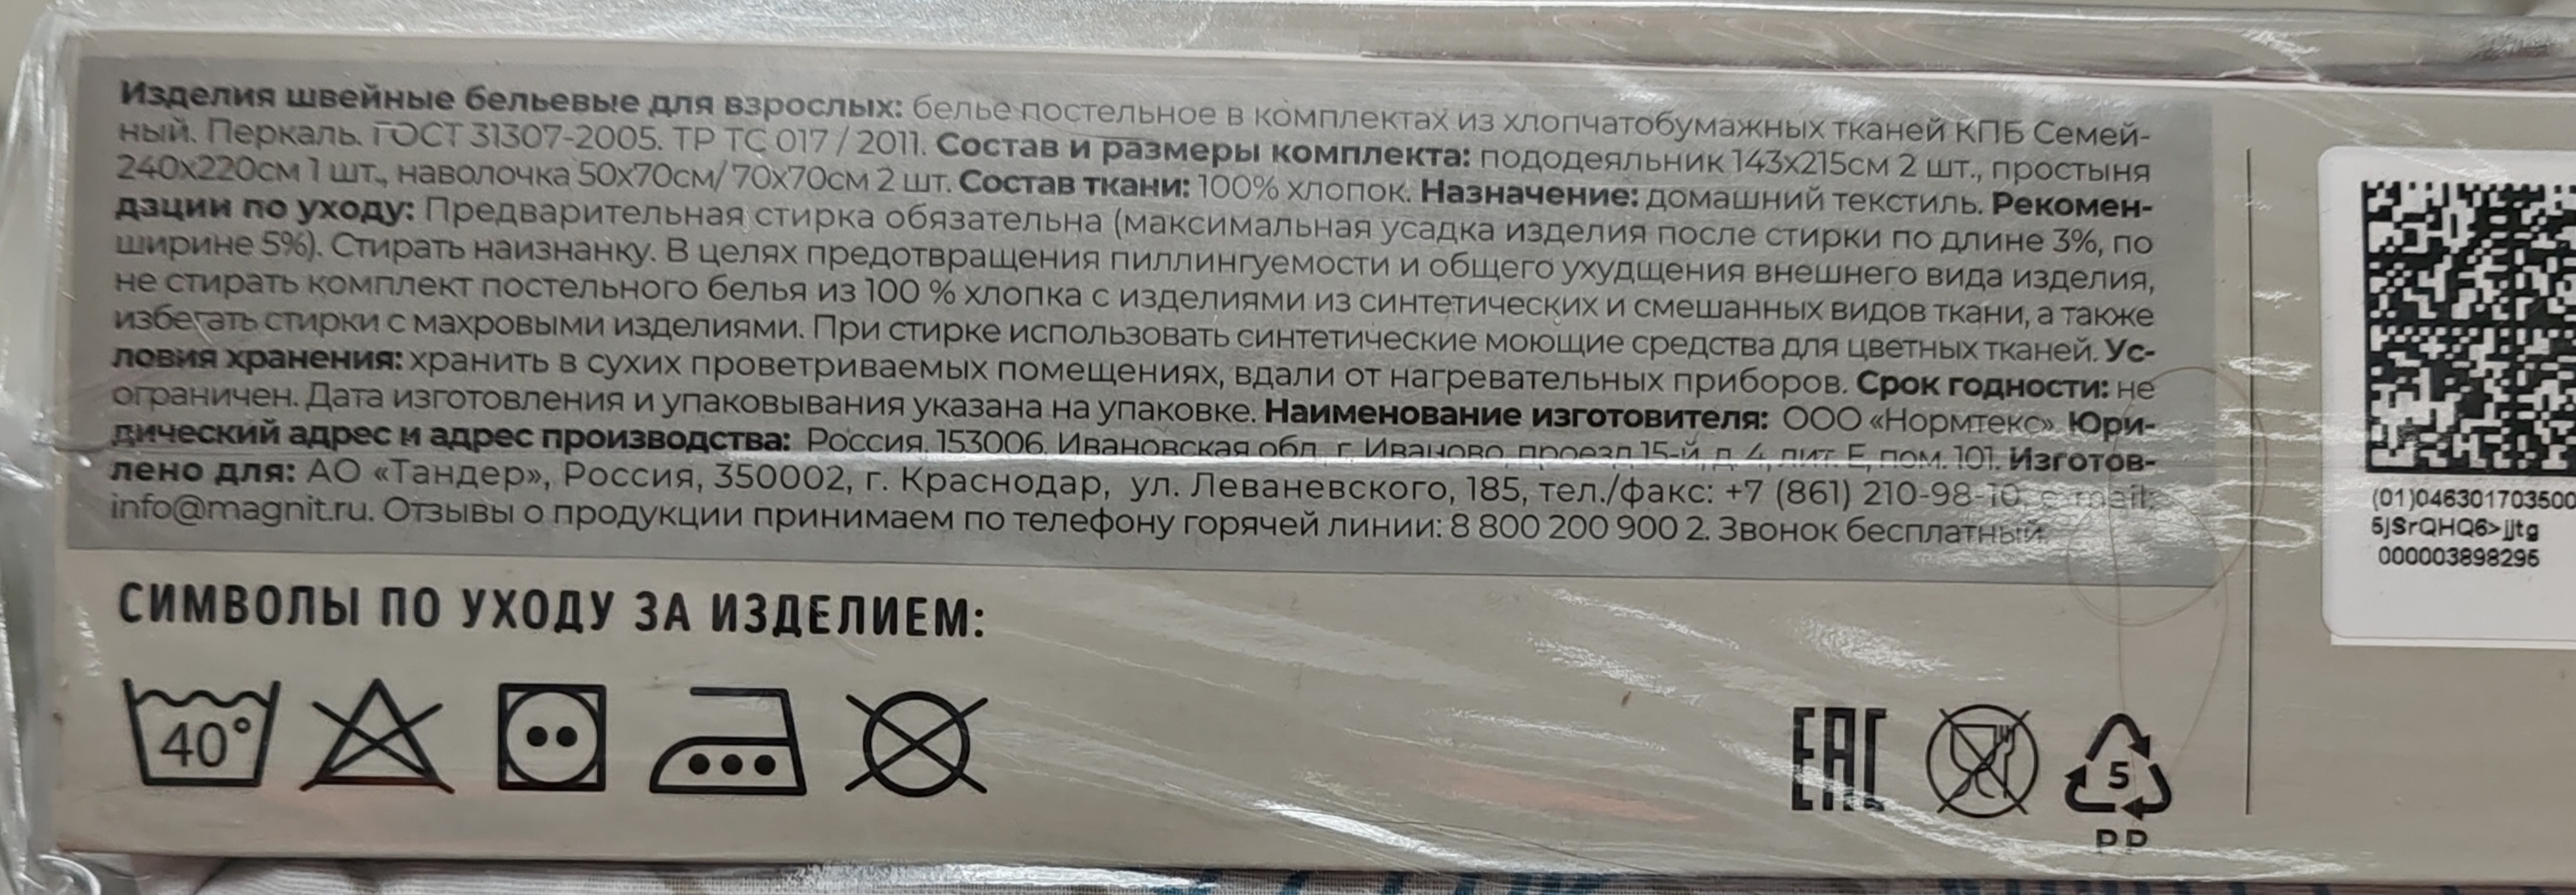 Изделия швейные бельевые для взрослых: белье постельное в комплектах из хлопчатобумажных тканей КПБ Семей-
ный. Перкаль. ГОСТ 31307-2005. ТР ТС 017 / 2011. Состав и размеры комплекта: пододеяльник 143х215см 2 шт., простыня
240х220см 1 шт., наволочка 50х70см/ 70х70см 2 шт. Состав ткани: 100% хлопок. Назначение: домашний текстиль. Рекомен-
дации по уходу: Предварительная стирка обязательна (максимальная усадка изделия после стирки по длине 3%, по
ширине 5%). Стирать наизнанку. В целях предотвращения пиллингуемости и общего ухудщения внешнего вида изделия,
не стирать комплект постельного белья из 100 % хлопка с изделиями из синтетических и смешанных видов ткани, а также
избегать стирки с махровыми изделиями. При стирке использовать синтетические моющие средства для цветных тканей. Ус-
ловия хранения: хранить в сухих проветриваемых помещениях, вдали от нагревательных приборов. Срок годности: не
ограничен. Дата изготовления и упаковывания указана на упаковке. Наименование изготовителя: ООО «Нормтекс». Юри-
дический адрес и адрес производства: Россия, 153006, Ивановская обл, г. Иваново, проезд 15-й, д. 4, лит. Е, пом. 101. Изготов-
лено для: АО «Тандер», Россия, 350002, г. Краснодар, ул. Леваневского, 185, тел./факс: +7 (861) 210-98-10, e-mail:
info@magnit.ru. Отзывы о продукции принимаем по телефону горячей линии: 8 800 200 900 2. Звонок бесплатный.
СИМВОЛЫ ПО УХОДУ ЗА ИЗДЕЛИЕМ:
40°
EAC
5
PP
(01)046301703500
5jSrQHQ6>jjtg
000003898295